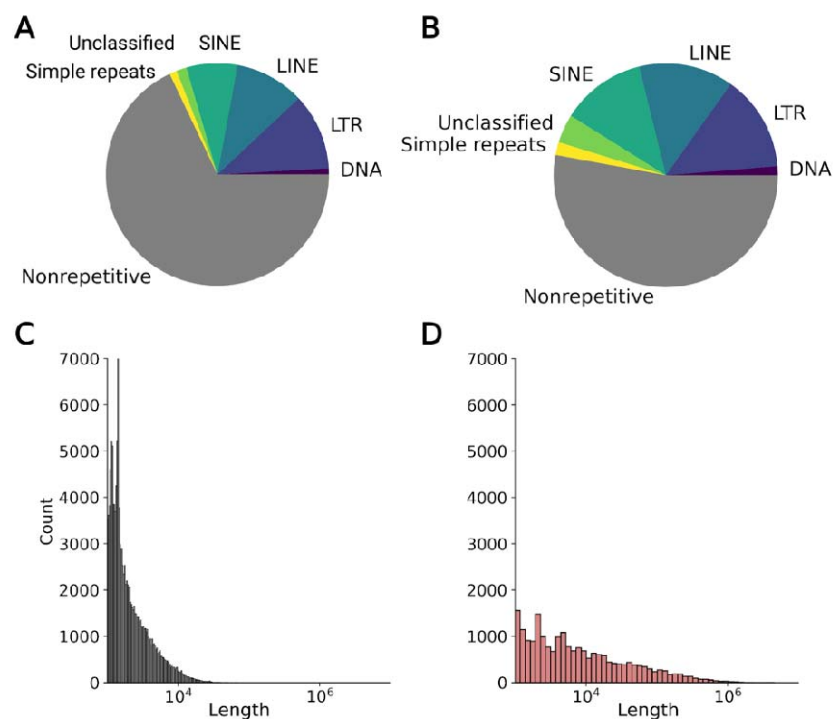 A
Unclassified
SINE
Simple repeats
LINE
LTR
DNA
Nonrepetitive
B
LINE
SINE
LTR
Unclassified
Simple repeats
DNA
Nonrepetitive
C
7000
6000
5000
4000
3000
2000
1000
0
Count
10⁴
10⁶
Length
D
7000
6000
5000
4000
3000
2000
1000
0
10⁴
10⁶
Length